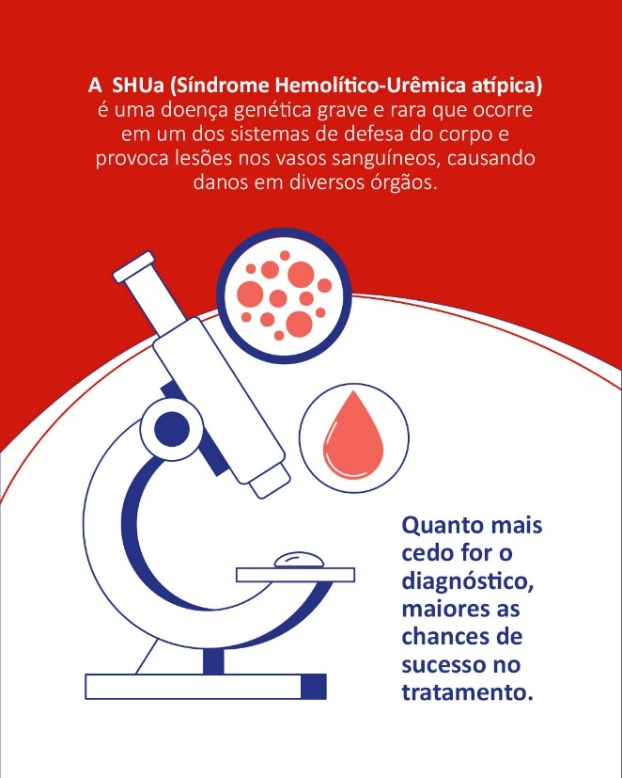 A SHUa (Síndrome Hemolítico-Urêmica atípica)
é uma doença genética grave e rara que ocorre
em um dos sistemas de defesa do corpo e
provoca lesões nos vasos sanguíneos, causando
danos em diversos órgãos.
Quanto mais
cedo for o
diagnóstico,
maiores as
chances de
sucesso no
tratamento.